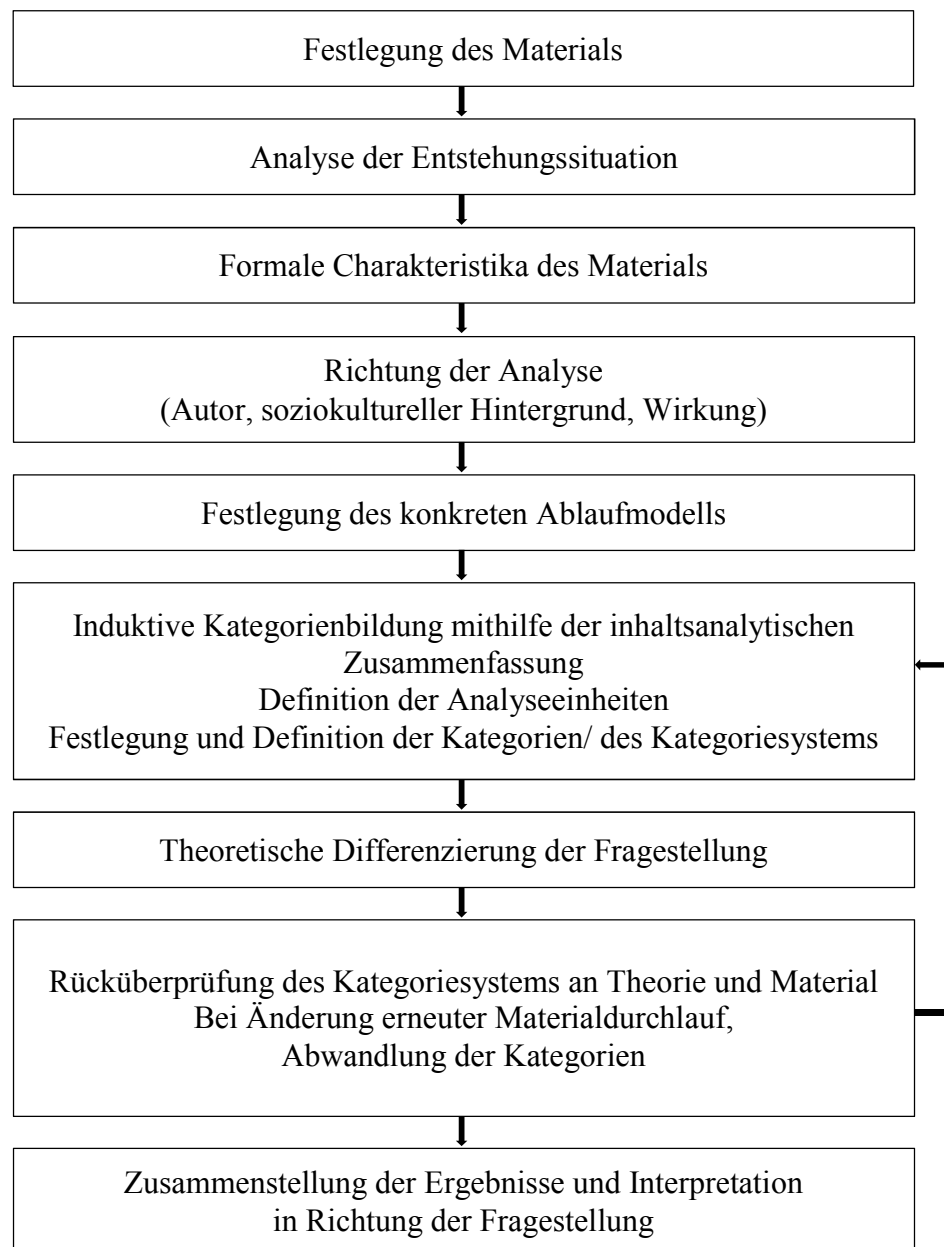 Festlegung des Materials
Analyse der Entstehungssituation
Formale Charakteristika des Materials
Richtung der Analyse
(Autor, soziokultureller Hintergrund, Wirkung)
Festlegung des konkreten Ablaufmodells
Induktive Kategorienbildung mithilfe der inhaltsanalytischen
Zusammenfassung
Definition der Analyseeinheiten
Festlegung und Definition der Kategorien/ des Kategoriesystems
Theoretische Differenzierung der Fragestellung
Rücküberprüfung des Kategoriesystems an Theorie und Material
Bei Änderung erneuter Materialdurchlauf,
Abwandlung der Kategorien
Zusammenstellung der Ergebnisse und Interpretation
in Richtung der Fragestellung